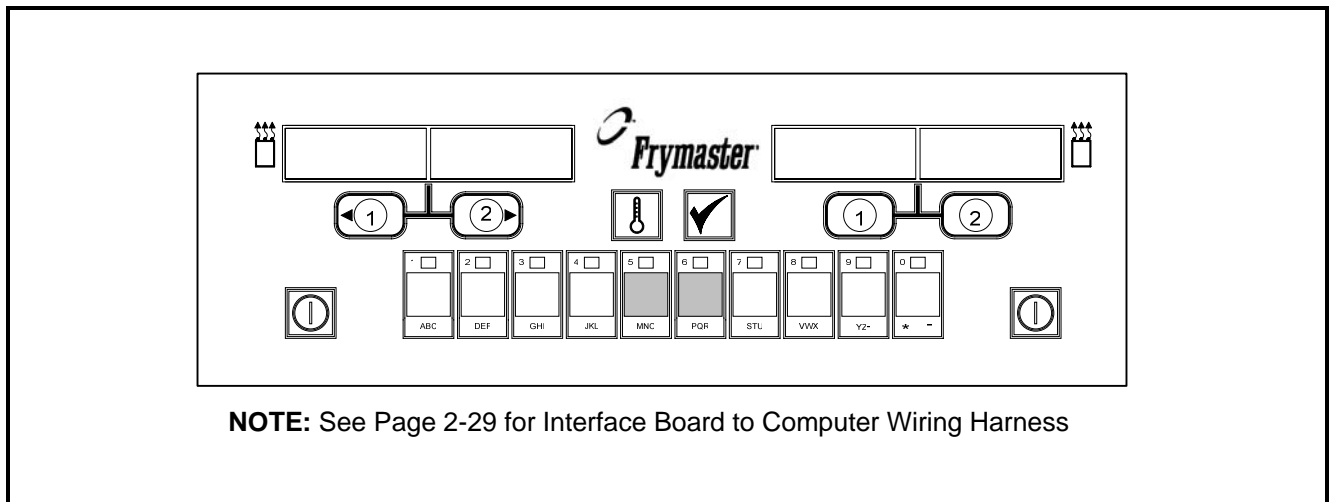 Frymaster
1 2 1 2
2 3 4 5 6 7 8 9 0
ABC DEF GHI JKL MNC PQR STU VWX YZ- * -
NOTE: See Page 2-29 for Interface Board to Computer Wiring Harness